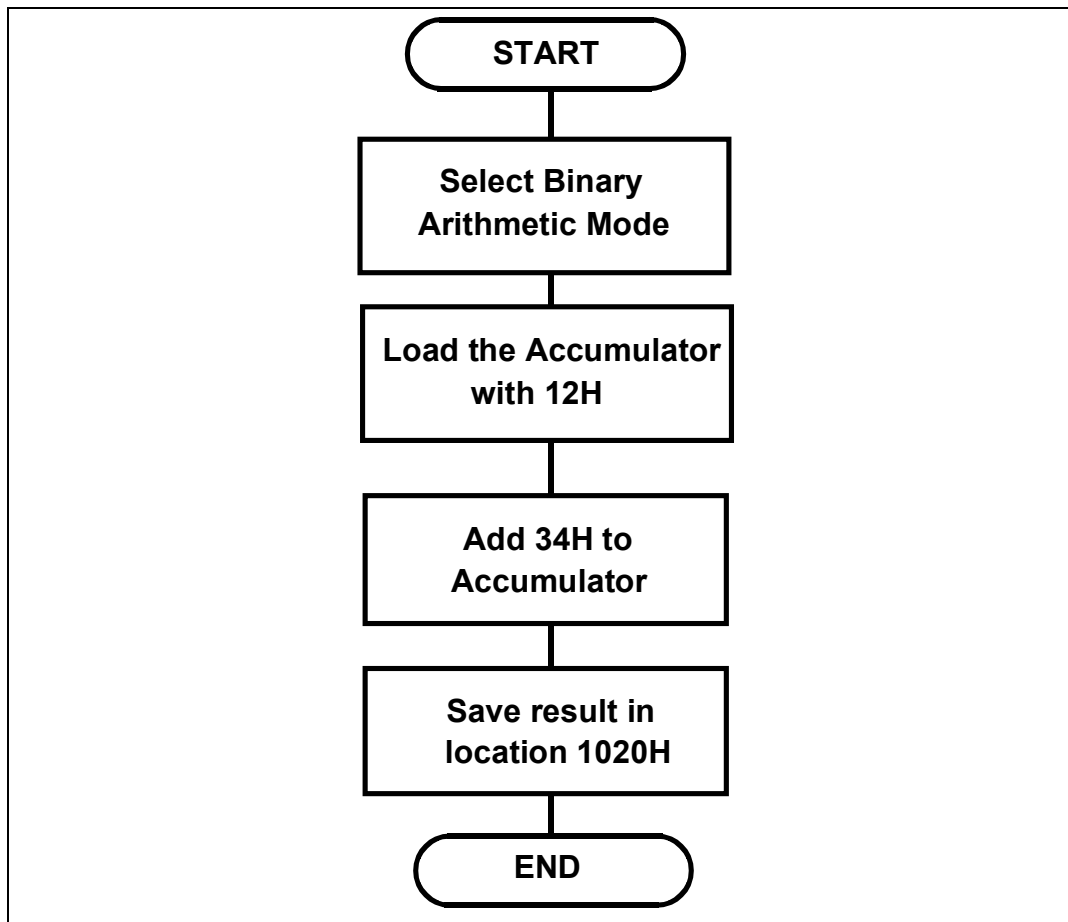 START
Select Binary
Arithmetic Mode
Load the Accumulator
with 12H
Add 34H to
Accumulator
Save result in
location 1020H
END